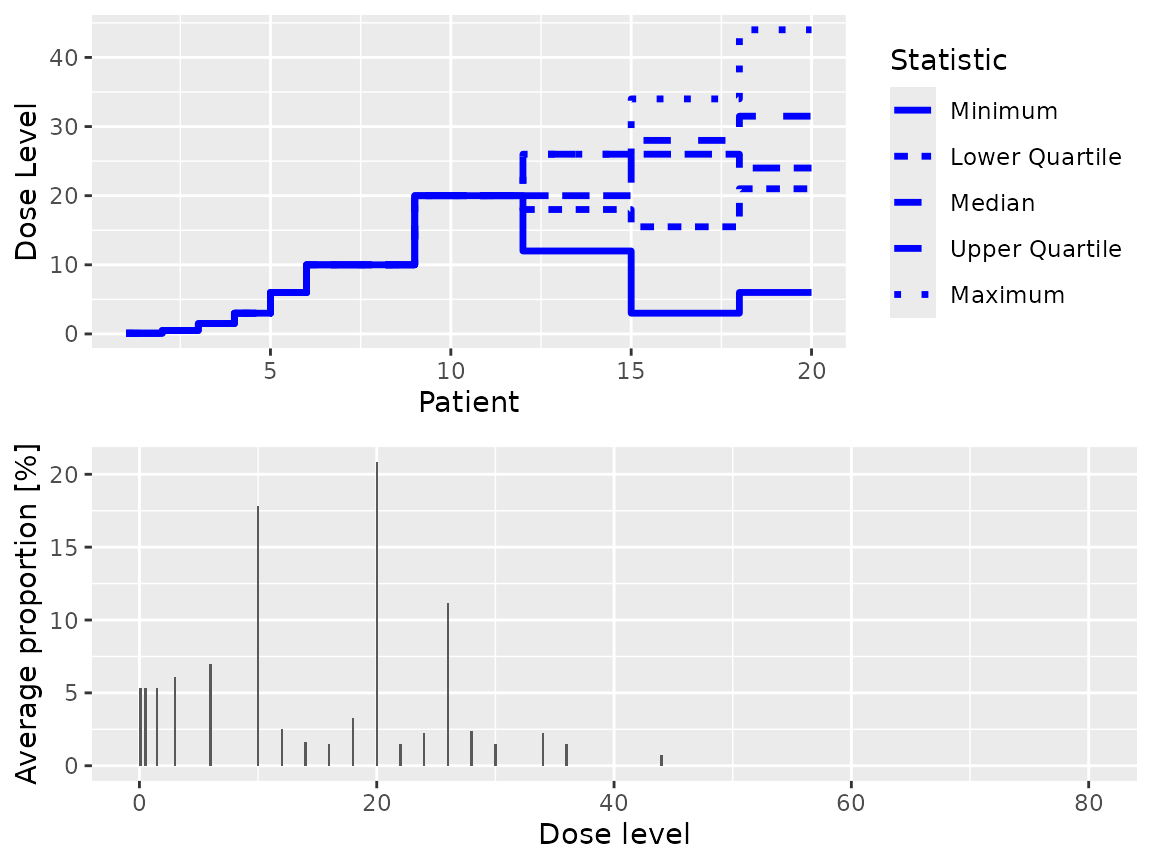 40
30
20
10
0
Dose Level
5 10 15 20
Patient
Statistic
Minimum
Lower Quartile
Median
Upper Quartile
Maximum
20
15
10
5
0
Average proportion [%]
0 20 40 60 80
Dose level